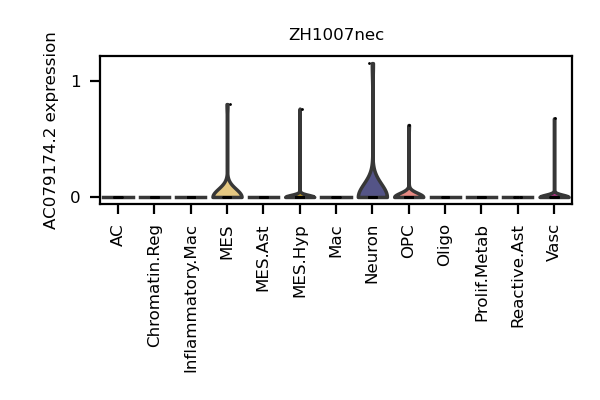 ZH1007nec
AC079174.2 expression
1
0
AC
Chromatin.Reg
Inflammatory.Mac
MES
MES.Ast
MES.Hyp
Mac
Neuron
OPC
Oligo
Prolif.Metab
Reactive.Ast
Vasc